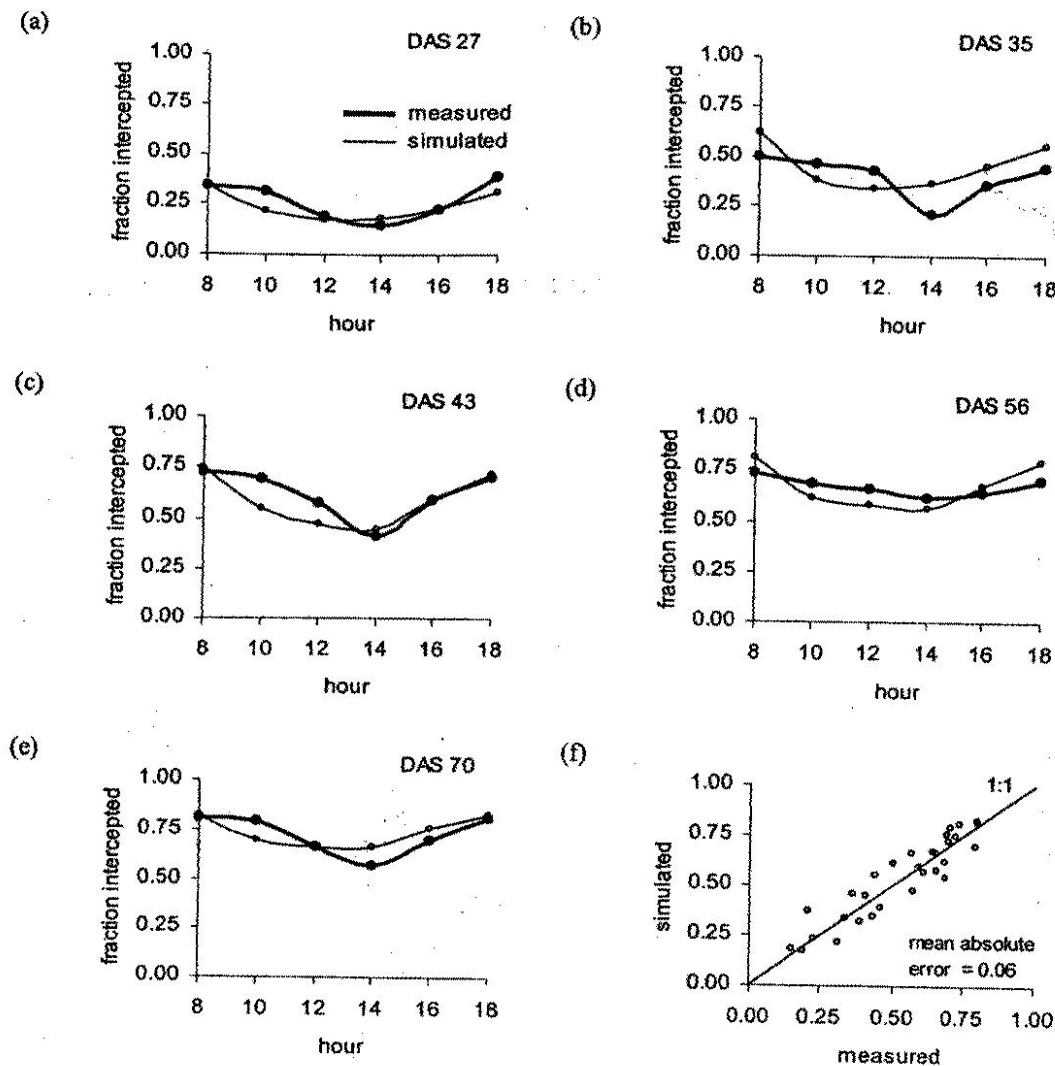 (a)
DAS 27
1.00
0.75
0.50
0.25
0.00
fraction intercepted
measured
simulated
8 10 12 14 16 18
hour
(b)
DAS 35
1.00
0.75
0.50
0.25
0.00
fraction intercepted
8 10 12 14 16 18
hour
(c)
DAS 43
1.00
0.75
0.50
0.25
0.00
fraction intercepted
8 10 12 14 16 18
hour
(d)
DAS 56
1.00
0.75
0.50
0.25
0.00
fraction intercepted
8 10 12 14 16 18
hour
(e)
DAS 70
1.00
0.75
0.50
0.25
0.00
fraction intercepted
8 10 12 14 16 18
hour
(f)
1:1
1.00
0.75
0.50
0.25
0.00
simulated
mean absolute
error = 0.06
0.00 0.25 0.50 0.75 1.00
measured